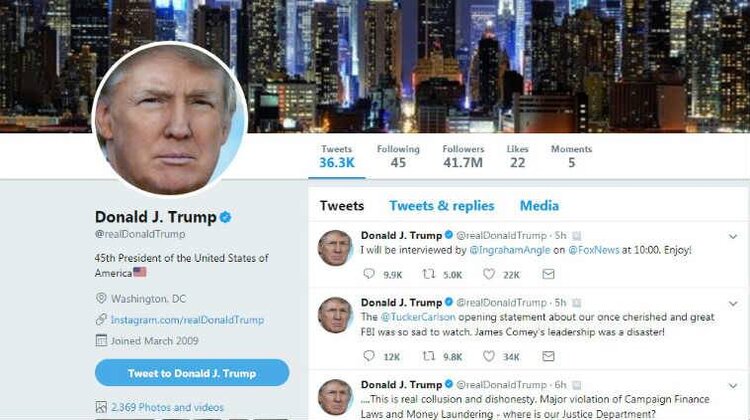 Tweets Following Followers Likes Moments
36.3K 45 41.7M 22 5
Donald J. Trump
@realDonaldTrump
45th President of the United States of
America
Washington, DC
Instagram.com/realDonaldTrump
Joined March 2009
Tweet to Donald J. Trump
2,369 Photos and videos
Tweets Tweets & replies Media
Donald J. Trump @realDonaldTrump · 5h
I will be interviewed by @IngrahamAngle on @FoxNews at 10:00. Enjoy!
9.9K 5.0K 22K
Donald J. Trump @realDonaldTrump · 5h
The @TuckerCarlson opening statement about our once cherished and great
FBI was so sad to watch. James Comey's leadership was a disaster!
12K 9.8K 34K
Donald J. Trump @realDonaldTrump · 6h
....This is real collusion and dishonesty. Major violation of Campaign Finance
Laws and Money Laundering - where is our Justice Department?